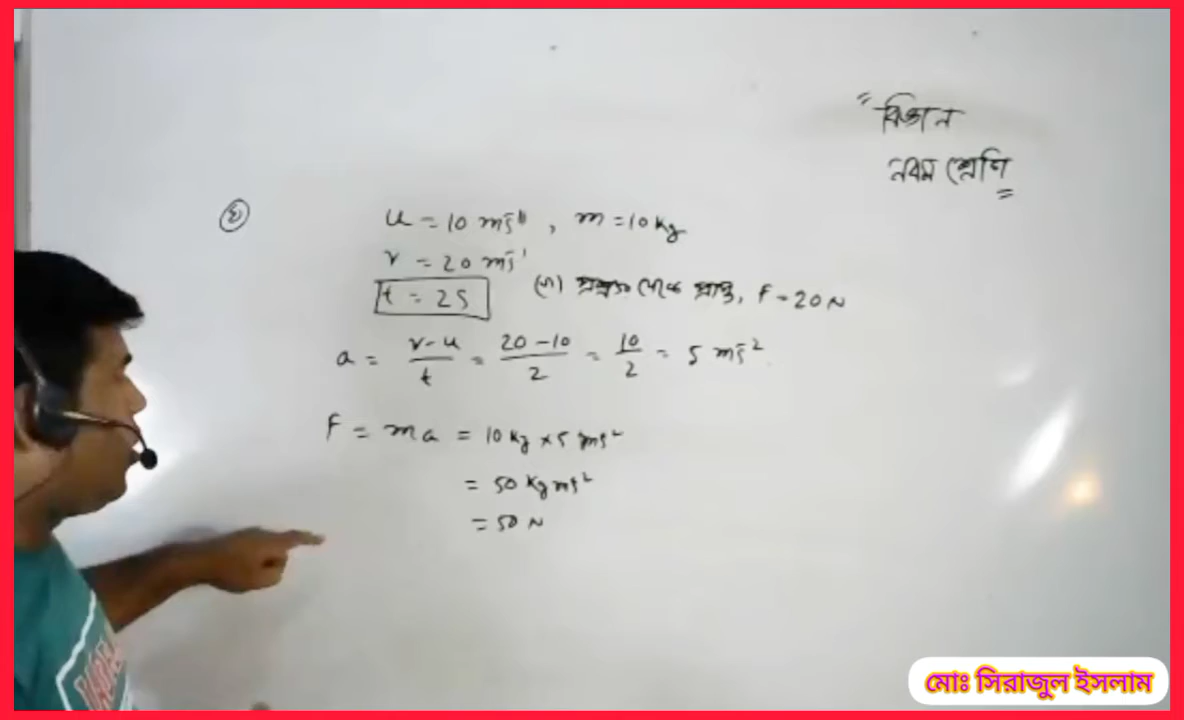 "বিজ্ঞান
নবম শ্রেণি"
(ঘ) u = 10 ms⁻¹, m = 10 kg
v = 20 ms⁻¹
t = 2s (গ) থেকে প্রাপ্ত, F = 20 N
a = (v-u)/t = (20-10)/2 = 10/2 = 5 ms⁻²
F = ma = 10 kg × 5 ms⁻²
= 50 kg ms⁻²
= 50 N
মোঃ সিরাজুল ইসলাম